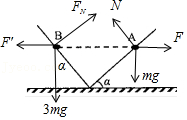 F_N N
F′ B A F
α mg
3mg α